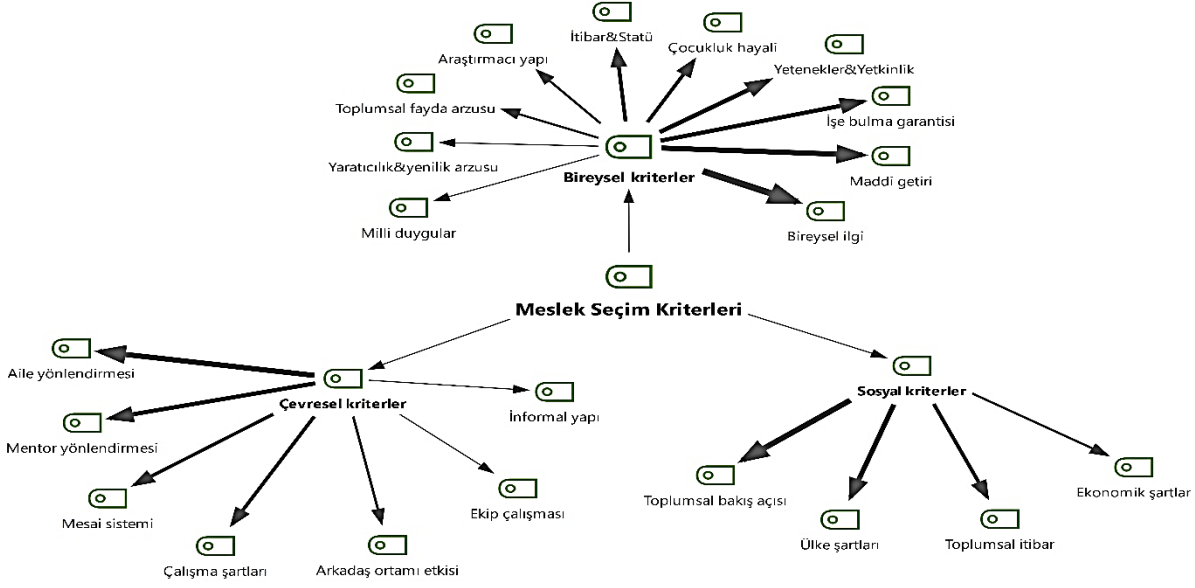 İtibar&Statü
Çocukluk hayali
Araştırmacı yapı
Yetenekler&Yetkinlik
Toplumsal fayda arzusu
İşe bulma garantisi
Yaratıcılık&yenilik arzusu
Bireysel kriterler
Maddi getiri
Milli duygular
Bireysel ilgi
Meslek Seçim Kriterleri
Aile yönlendirmesi
Çevresel kriterler
İnformal yapı
Sosyal kriterler
Mentor yönlendirmesi
Mesai sistemi
Ekip çalışması
Çalışma şartları
Arkadaş ortamı etkisi
Toplumsal bakış açısı
Ülke şartları
Toplumsal itibar
Ekonomik şartlar